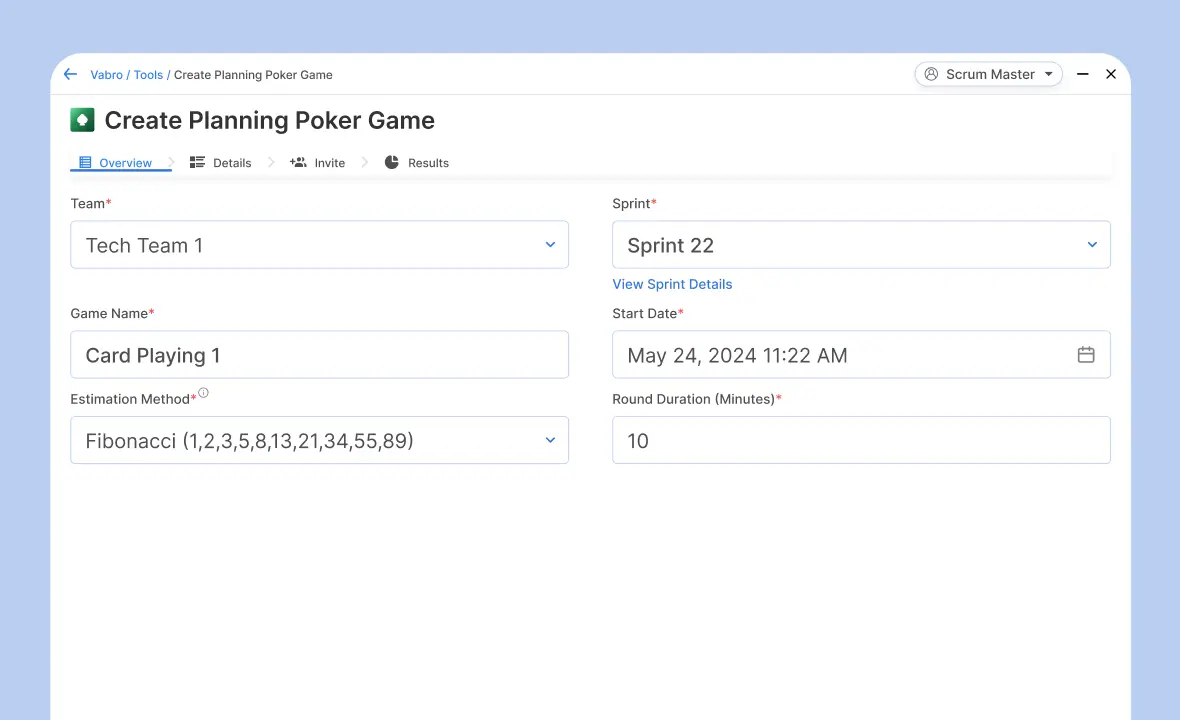 Vabro / Tools / Create Planning Poker Game
Scrum Master
Create Planning Poker Game
Overview
Details
Invite
Results
Team*
Sprint*
Tech Team 1
Sprint 22
View Sprint Details
Game Name*
Start Date*
Card Playing 1
May 24, 2024 11:22 AM
Estimation Method*
Round Duration (Minutes)*
Fibonacci (1,2,3,5,8,13,21,34,55,89)
10